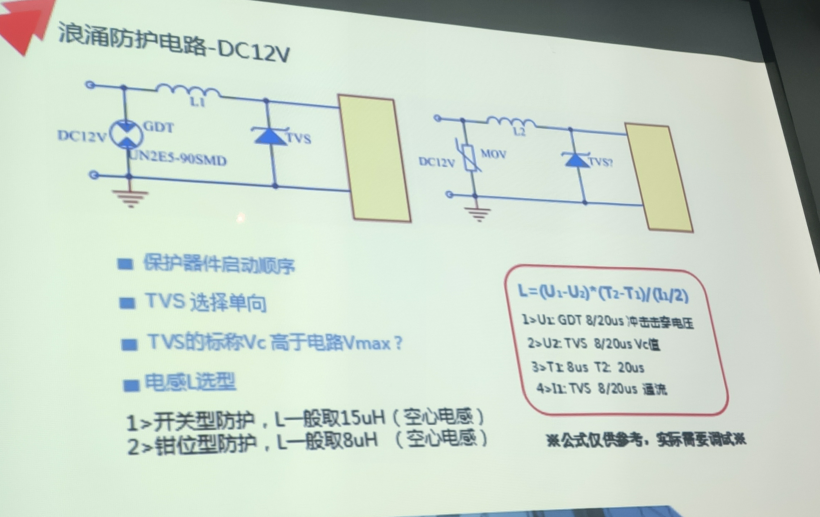 浪涌防护电路-DC12V
L1
GDT
DC12V
TVS
UN2E5-90SMD
L2
MOV
DC12V
TVS?
保护器件启动顺序
TVS 选择单向
TVS的标称Vc 高于电路Vmax？
电感L选型
1>开关型防护，L一般取15uH（空心电感）
2>钳位型防护，L一般取8uH （空心电感）
L=(U1-U2)*(T2-T1)/(I1/2)
1>U1: GDT 8/20us 冲击击穿电压
2>U2: TVS 8/20us Vc值
3>T1: 8us T2: 20us
4>I1: TVS 8/20us 通流
※公式仅供参考，实际需要调试※